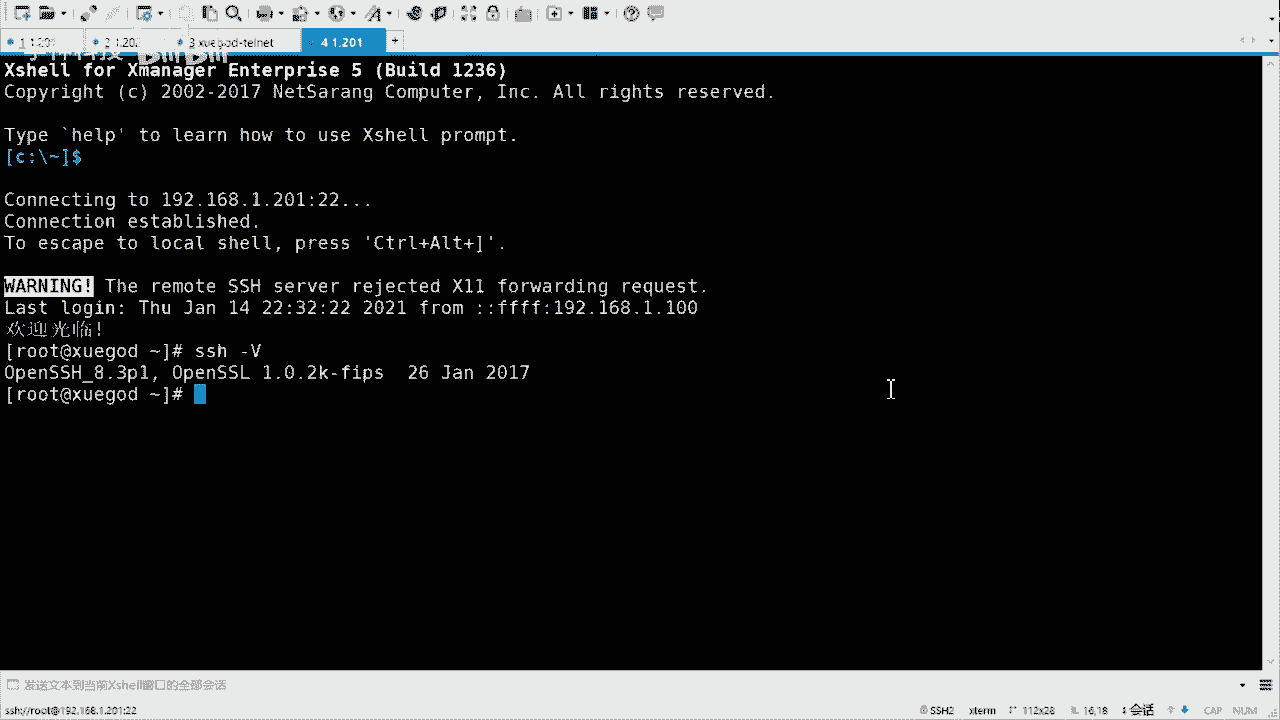 3 xuegod-telnet
4 1.201
+
Xshell for Xmanager Enterprise 5 (Build 1236)
Copyright (c) 2002-2017 NetSarang Computer, Inc. All rights reserved.
Type `help' to learn how to use Xshell prompt.
[c:\~]$
Connecting to 192.168.1.201:22...
Connection established.
To escape to local shell, press 'Ctrl+Alt+]'.
WARNING! The remote SSH server rejected X11 forwarding request.
Last login: Thu Jan 14 22:32:22 2021 from ::ffff:192.168.1.100
欢迎光临!
[root@xuegod ~]# ssh -V
OpenSSH_8.3p1, OpenSSL 1.0.2k-fips  26 Jan 2017
[root@xuegod ~]#
发送文本到当前Xshell窗口的全部会话
ssh://root@192.168.1.201:22 SSH2 xterm 112x28 16,18 1 会话 CAP NUM